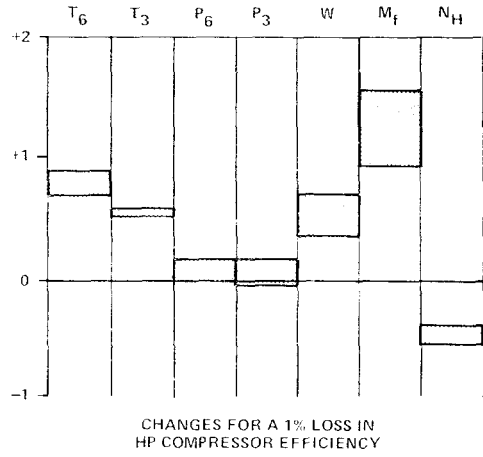 T6 T3 P6 P3 W Mf NH
+2
+1
0
-1
CHANGES FOR A 1% LOSS IN
HP COMPRESSOR EFFICIENCY